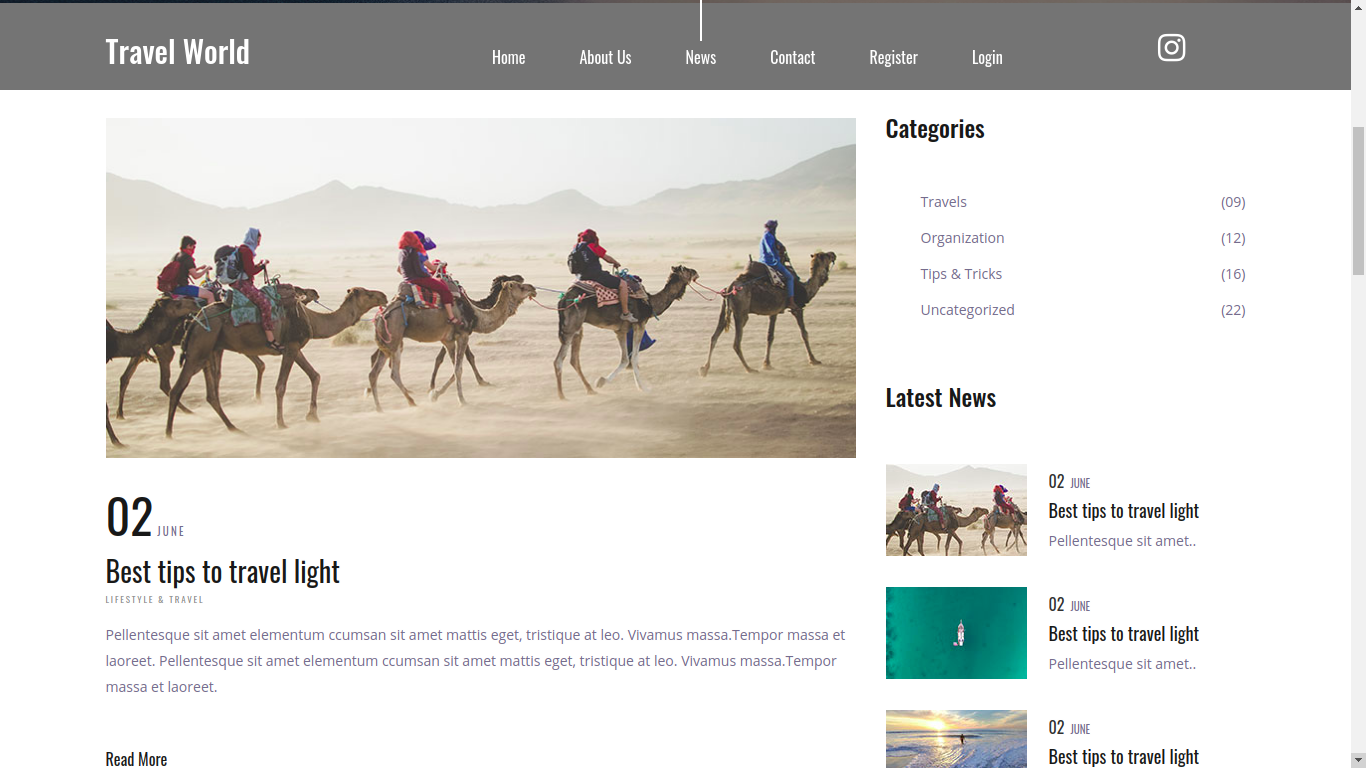 Travel World
Home
About Us
News
Contact
Register
Login
02 JUNE
Best tips to travel light
LIFESTYLE & TRAVEL
Pellentesque sit amet elementum ccumsan sit amet mattis eget, tristique at leo. Vivamus massa.Tempor massa et
laoreet. Pellentesque sit amet elementum ccumsan sit amet mattis eget, tristique at leo. Vivamus massa.Tempor
massa et laoreet.
Read More
Categories
Travels (09)
Organization (12)
Tips & Tricks (16)
Uncategorized (22)
Latest News
02 JUNE
Best tips to travel light
Pellentesque sit amet..
02 JUNE
Best tips to travel light
Pellentesque sit amet..
02 JUNE
Best tips to travel light